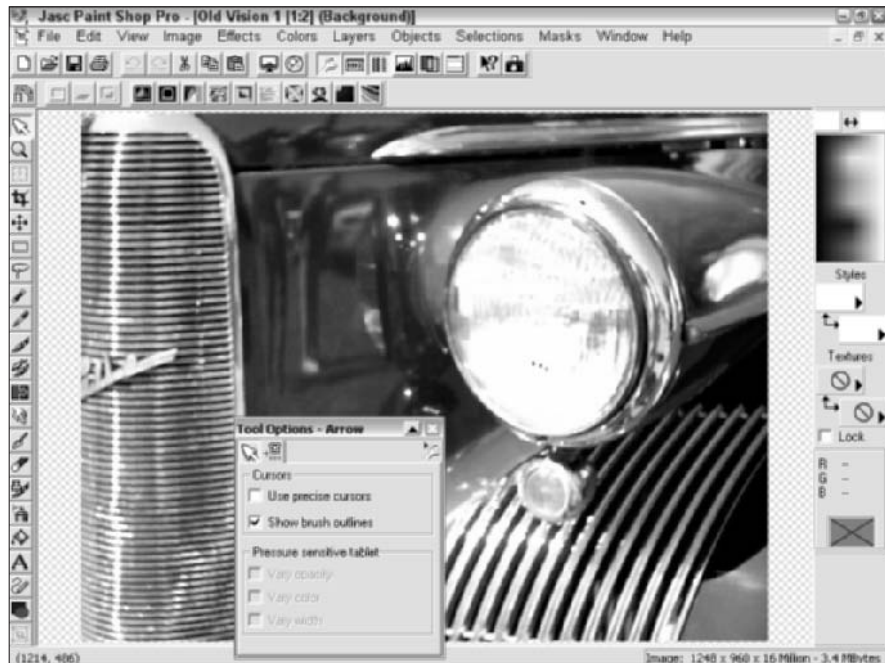 Jasc Paint Shop Pro - [Old Vision 1 [1:2] (Background)]
File Edit View Image Effects Colors Layers Objects Selections Masks Window Help
Styles
Textures
Lock
R --
G --
B --
Tool Options - Arrow
Cursors
Use precise cursors
Show brush outlines
Pressure sensitive tablet
Vary opacity
Vary color
Vary width
(1214, 486)
Image: 1248 x 960 x 16 Million - 3.4 MBytes